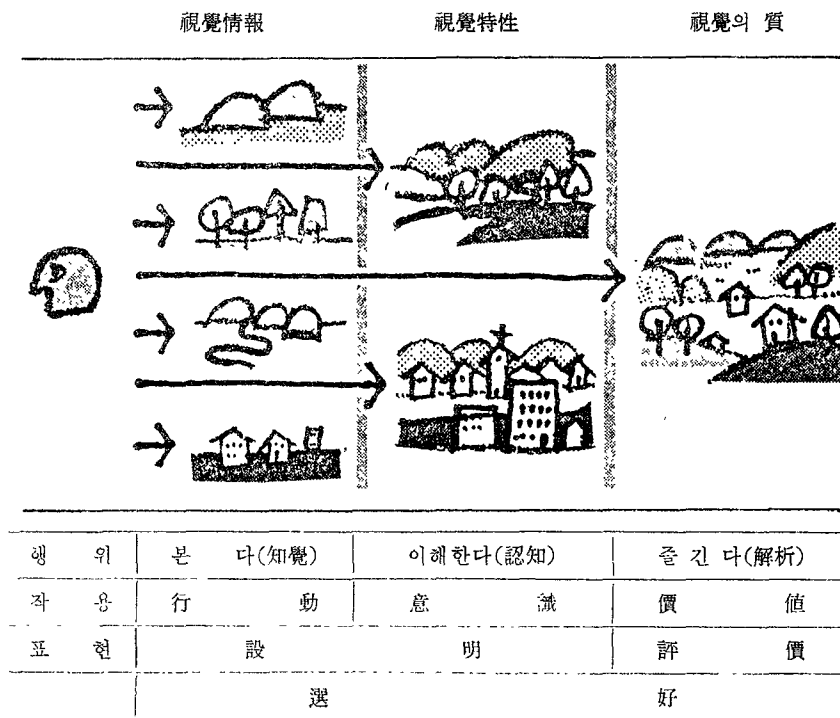 視覺情報 視覺特性 視覺의 質
행 위 본 다(知覺) 이해한다(認知) 즐 긴 다(解析)
작 용 行 動 意 識 價 値
표 현 設 明 評 價
選 好